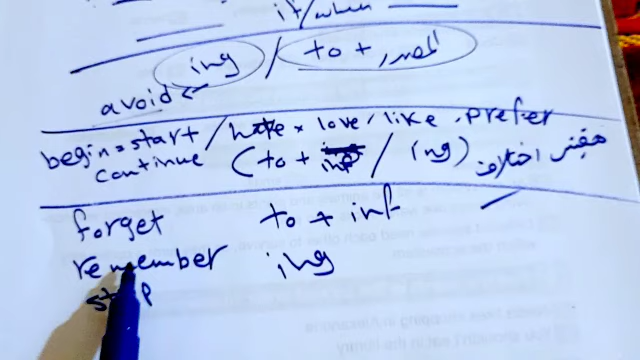 if/when
ing / to + المصدر
avoid ←
begin = start / hate × love / like . prefer
continue (to + inf / ing) مفيش اختلاف
forget to + inf
remember ing
stop